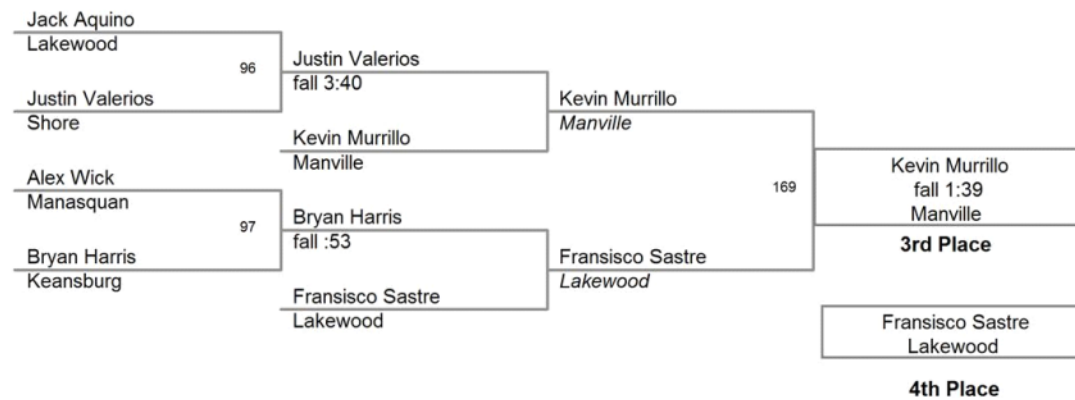 Jack Aquino
Lakewood
96
Justin Valerios
Shore
Justin Valerios
fall 3:40
Kevin Murrillo
Manville
Alex Wick
Manasquan
97
Bryan Harris
Keansburg
Bryan Harris
fall :53
Fransisco Sastre
Lakewood
Kevin Murrillo
Manville
Fransisco Sastre
Lakewood
169
Kevin Murrillo
fall 1:39
Manville
3rd Place
Fransisco Sastre
Lakewood
4th Place